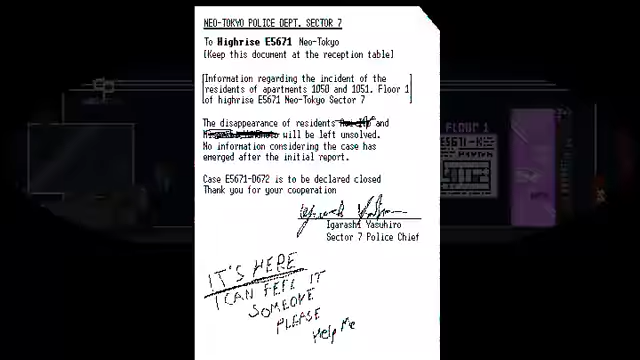 NEO-TOKYO POLICE DEPT. SECTOR 7
To Highrise E5671 Neo-Tokyo
[Keep this document at the reception table]
Information regarding the incident of the
residents of apartments 1050 and 1051. Floor 1
of highrise E5671 Neo-Tokyo Sector 7
The disappearance of residents and
will be left unsolved.
No information considering the case has
emerged after the initial report.
Case E5671-D672 is to be declared closed
Thank you for your cooperation
Igarashi Yasuhiro
Sector 7 Police Chief
IT'S HERE
I CAN FEEL IT
SOMEONE
PLEASE
Help Me
FLOOR 1